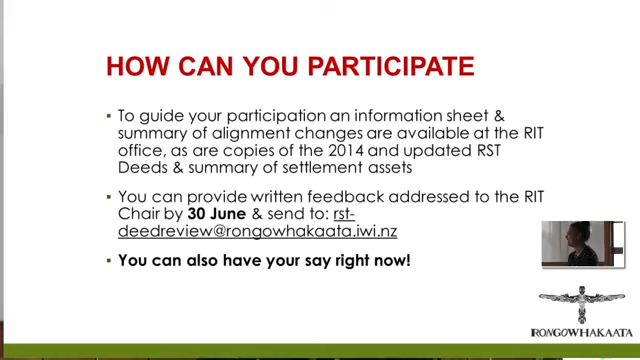 HOW CAN YOU PARTICIPATE
▪ To guide your participation an information sheet &
summary of alignment changes are available at the RIT
office, as are copies of the 2014 and updated RST
Deeds & summary of settlement assets
▪ You can provide written feedback addressed to the RIT
Chair by 30 June & send to: rst-
deedreview@rongowhakaata.iwi.nz
▪ You can also have your say right now!
RONGOWHAKAATA